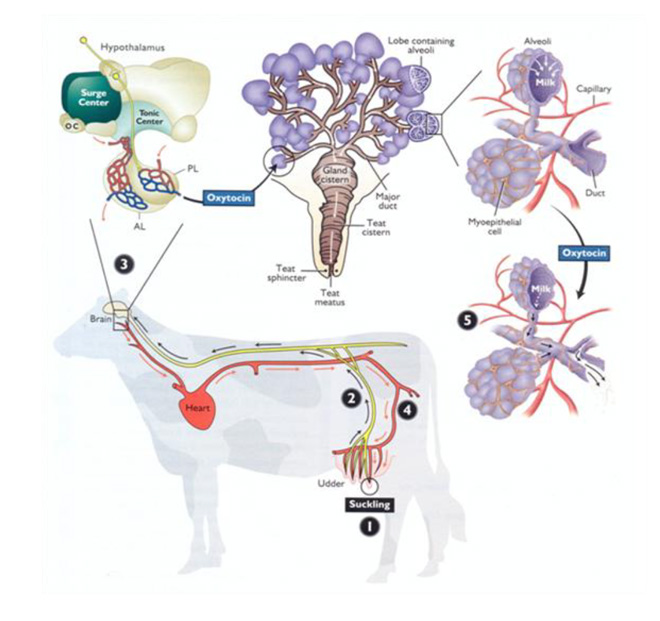 Hypothalamus
Surge
Center
Tonic
Center
OC
PL
AL
Oxytocin
Lobe containing
alveoli
Gland
cistern
Major
duct
Teat
cistern
Teat
sphincter
Teat
meatus
Alveoli
Milk
Capillary
Duct
Myoepithelial
cell
Oxytocin
Milk
5
3
Brain
Heart
2
4
Udder
Suckling
1